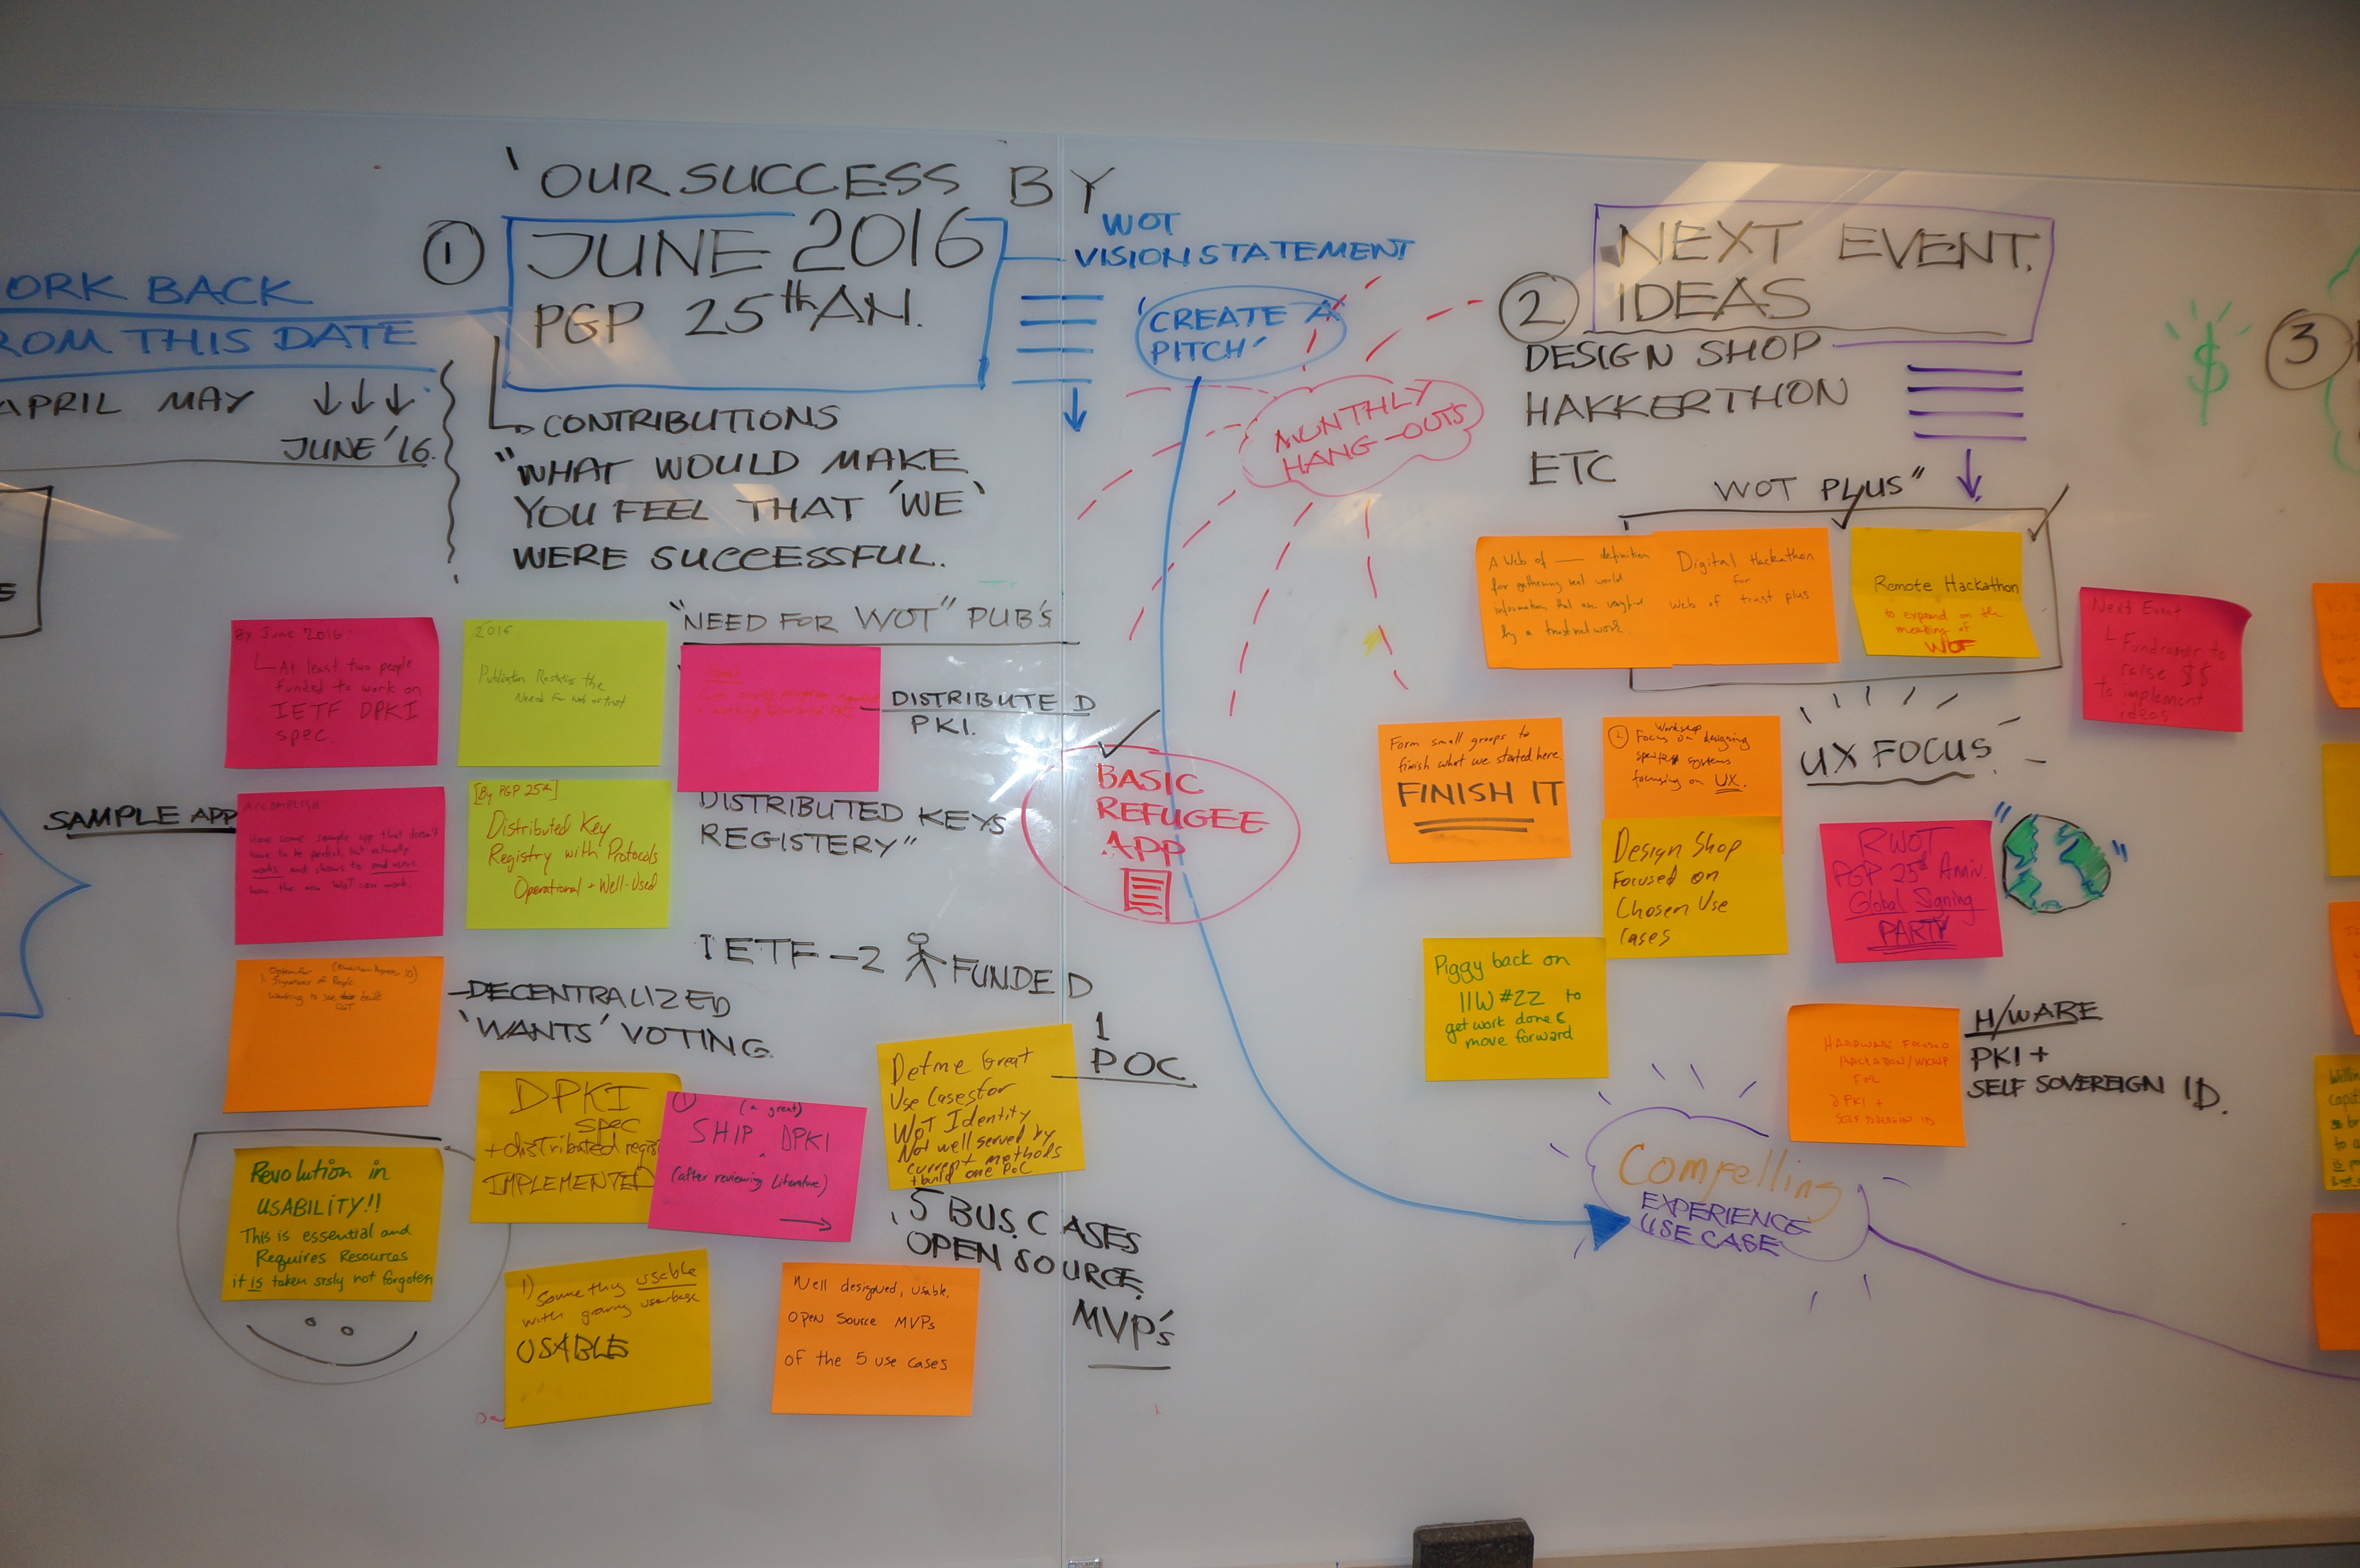 'OUR SUCCESS BY
①
JUNE 2016
PGP 25th AN.
ORK BACK
ROM THIS DATE
APRIL MAY ↓↓↓
JUNE '16.
WOT
VISION STATEMENT
'CREATE A
PITCH'
CONTRIBUTIONS
"WHAT WOULD MAKE
YOU FEEL THAT 'WE'
WERE SUCCESSFUL.
MONTHLY
HANG-OUTS
"NEED FOR WOT" PUB'S
By June 2016:
At least two people
funded to work on
IETF DPKI
spec.
2016
Publication Restating the
Need for Web of trust
DISTRIBUTED
PKI.
SAMPLE APP
ACCOMPLISH
Have some sample app that doesn't
have to be perfect, but actually
works and shows to end users
how the new WoT can work.
[By PGP 25th]
Distributed Key
Registry with Protocols
Operational + Well-Used
DISTRIBUTED KEYS
REGISTERY"
BASIC
REFUGEE
APP
IETF - 2 FUNDED
1. Signatures of People
wanting to see built
WoT
DECENTRALIZED
'WANTS' VOTING.
DPKI
spec
+ distributed regis
IMPLEMENTED
① (a great)
SHIP DPKI
(after reviewing Literature)
Define Great
Use Cases for
WoT Identity
Not well served by
current methods
+ build one PoC
1
POC
Revolution in
USABILITY!!
This is essential and
Requires Resources
it is taken srsly not forgoten
5 BUS. CASES
OPEN SOURCE
MVP's
1) Something usable
with growing userbase
USABLE
Well designed, usable,
open source MVPs
of the 5 use cases
②
NEXT EVENT.
IDEAS
DESIGN SHOP
HAKKERTHON
ETC
$
③
WOT PLUS"
A Web of — definition
for gathering real world
information that are weighted
by a trust network.
Digital Hackathon
for
web of trust plus
Remote Hackathon
to expand on the
meaning of
WOT
Next Event
Fundraiser to
raise $$
to implement
ideas
Form small groups to
finish what we started here.
FINISH IT
② Workshop
Focus on designing
specific systems
focusing on UX.
UX FOCUS
Design Shop
Focused on
Chosen Use
Cases
RWOT
PGP 25th Anniv.
Global Signing
PARTY
Piggy back on
IIW #22 to
get work done &
move forward
HARDWARE FOCUSED
HACKATHON/WKSHP
FOR
DPKI +
SELF SOVEREIGN ID
H/WARE
PKI +
SELF SOVEREIGN ID.
Compelling
EXPERIENCE
USE CASE